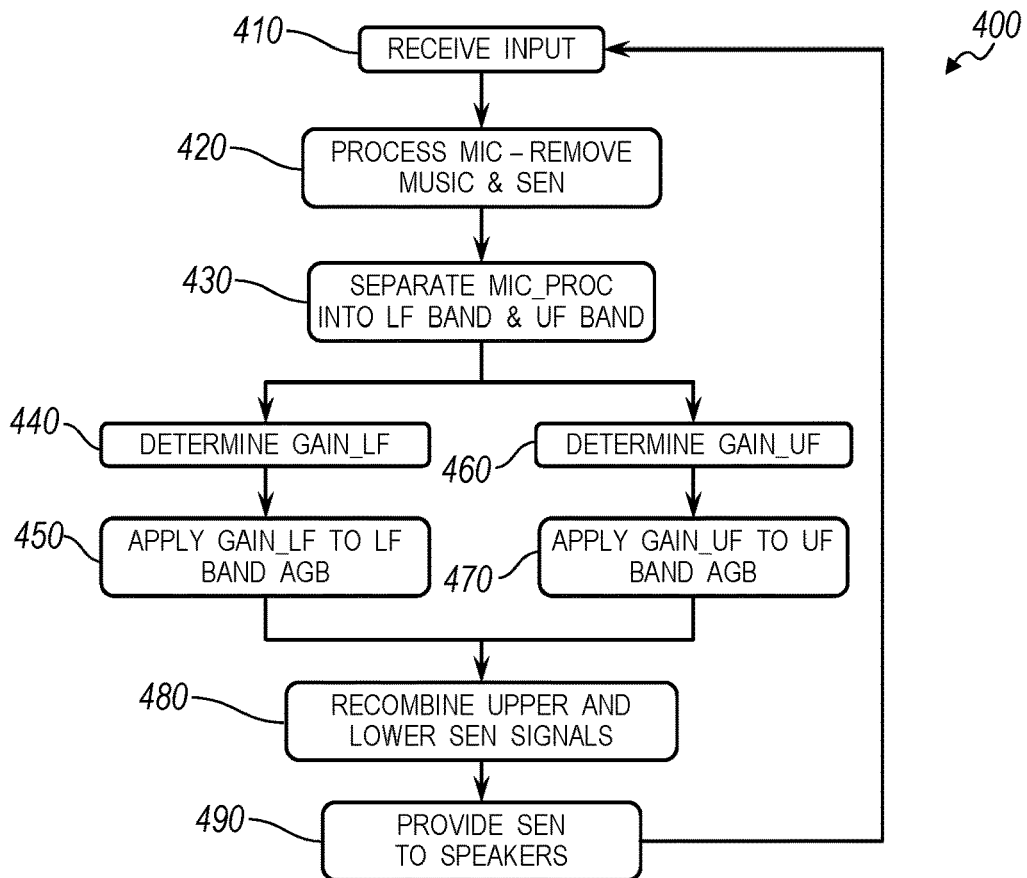 400
410
RECEIVE INPUT
420
PROCESS MIC – REMOVE
MUSIC & SEN
430
SEPARATE MIC_PROC
INTO LF BAND & UF BAND
440
DETERMINE GAIN_LF
460
DETERMINE GAIN_UF
450
APPLY GAIN_LF TO LF
BAND AGB
470
APPLY GAIN_UF TO UF
BAND AGB
480
RECOMBINE UPPER AND
LOWER SEN SIGNALS
490
PROVIDE SEN
TO SPEAKERS